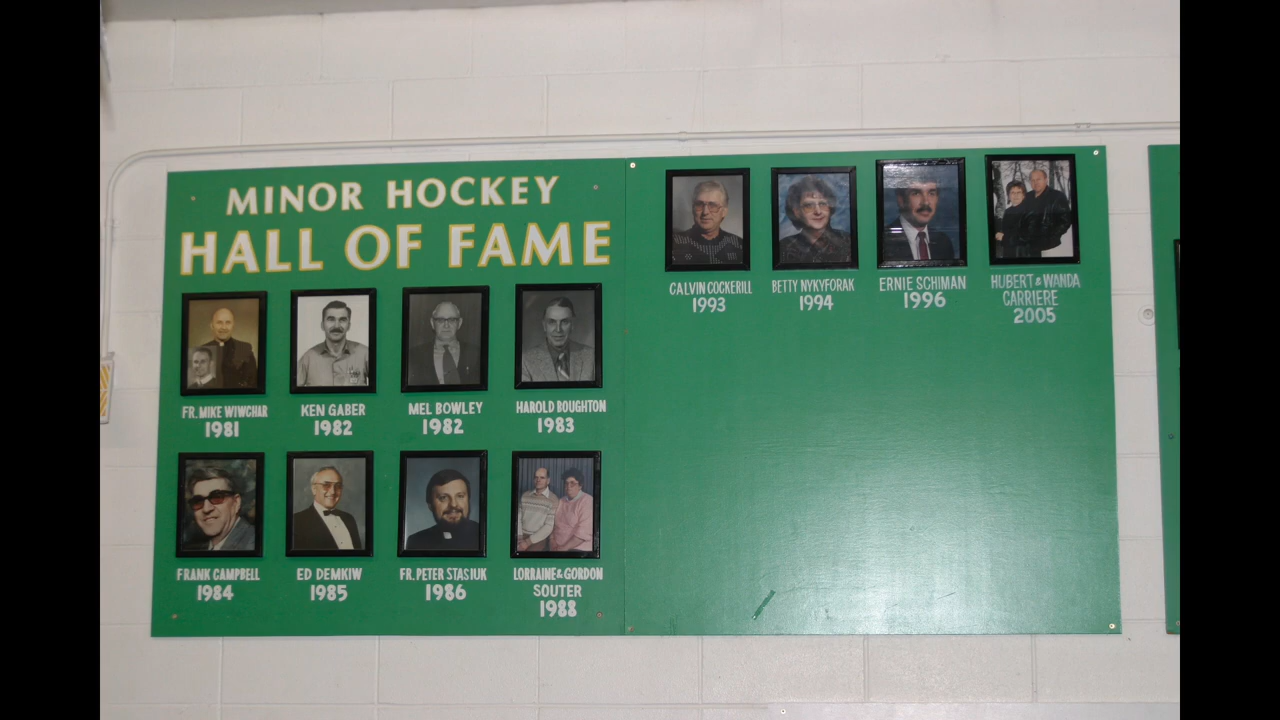 MINOR HOCKEY
HALL OF FAME
FR. MIKE WIWCHAR
1981
KEN GABER
1982
MEL BOWLEY
1982
HAROLD BOUGHTON
1983
FRANK CAMPBELL
1984
ED DEMKIW
1985
FR. PETER STASIUK
1986
LORRAINE & GORDON
SOUTER
1988
CALVIN COCKERILL
1993
BETTY NYKYFORAK
1994
ERNIE SCHIMAN
1996
HUBERT & WANDA
CARRIERE
2005